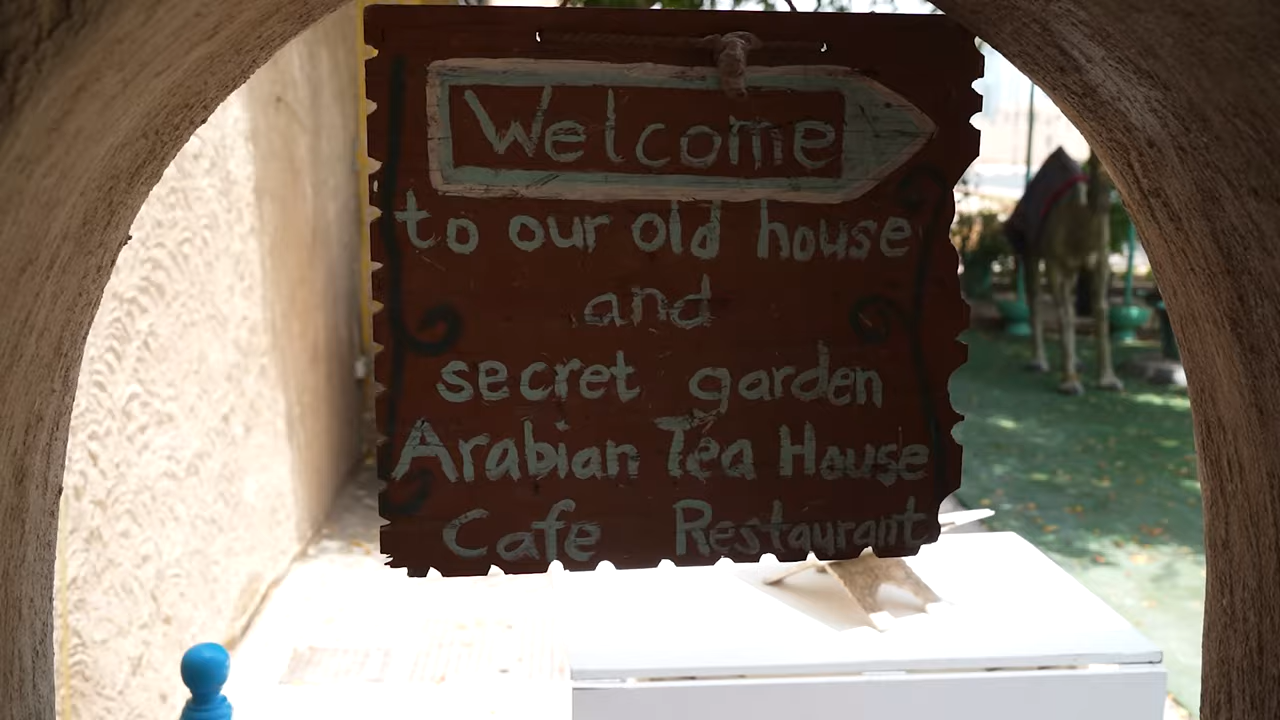 Welcome
to our old house
and
secret garden
Arabian Tea House
Cafe Restaurant